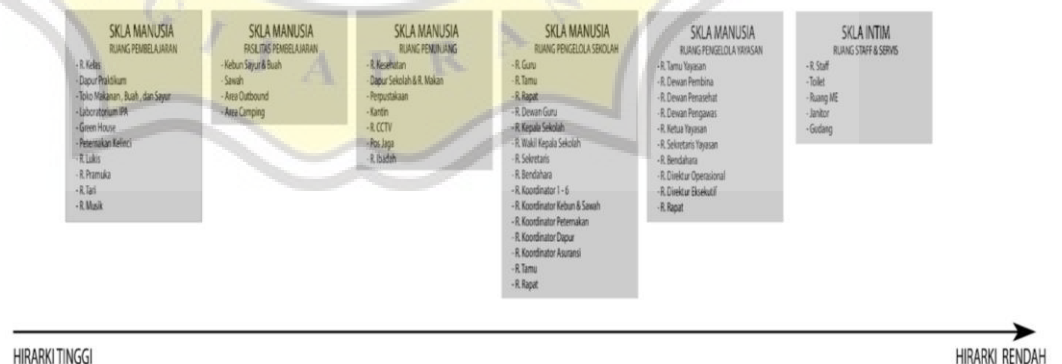 SKLA MANUSIA
RUANG PEMBELAJARAN
- R. Kelas
- Dapur Praktikum
- Toko Makanan, Buah, dan Sayur
- Laboratorium IPA
- Green House
- Peternakan Kelinci
- R. Lukis
- R. Pramuka
- R. Tari
- R. Musik
SKLA MANUSIA
FASILITAS PEMBELAJARAN
- Kebun Sayur & Buah
- Sawah
- Area Outbound
- Area Camping
SKLA MANUSIA
RUANG PENUNJANG
- R. Kesehatan
- Dapur Sekolah & R. Makan
- Perpustakaan
- Kantin
- R. CCTV
- Pos Jaga
- R. Ibadah
SKLA MANUSIA
RUANG PENGELOLA SEKOLAH
- R. Guru
- R. Tamu
- R. Rapat
- R. Dewan Guru
- R. Kepala Sekolah
- R. Wakil Kepala Sekolah
- R. Sekretaris
- R. Bendahara
- R. Koordinator 1 - 6
- R. Koordinator Kebun & Sawah
- R. Koordinator Peternakan
- R. Koordinator Dapur
- R. Koordinator Asuransi
- R. Tamu
- R. Rapat
SKLA MANUSIA
RUANG PENGELOLA YAYASAN
- R. Tamu Yayasan
- R. Dewan Pembina
- R. Dewan Penasehat
- R. Dewan Pengawas
- R. Ketua Yayasan
- R. Sekretaris Yayasan
- R. Bendahara
- R. Direktur Operasional
- R. Direktur Eksekutif
- R. Rapat
SKLA INTIM
RUANG STAFF & SERVIS
- R. Staff
- Toilet
- Ruang ME
- Janitor
- Gudang
HIRARKI TINGGI
HIRARKI RENDAH